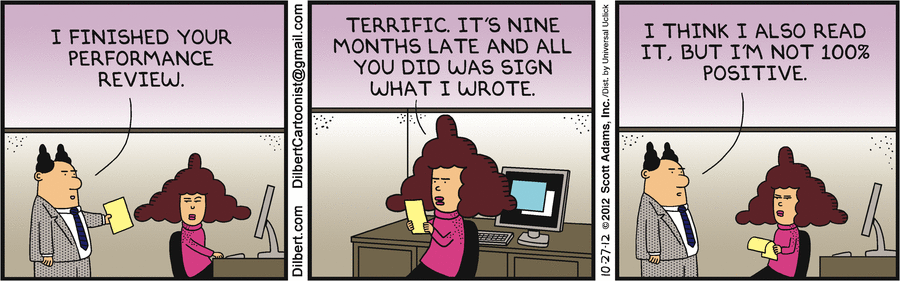 I FINISHED YOUR
PERFORMANCE
REVIEW.
DilbertCartoonist@gmail.com
Dilbert.com
TERRIFIC. IT'S NINE
MONTHS LATE AND ALL
YOU DID WAS SIGN
WHAT I WROTE.
10-27-12 ©2012 Scott Adams, Inc./Dist. by Universal Uclick
I THINK I ALSO READ
IT, BUT I'M NOT 100%
POSITIVE.